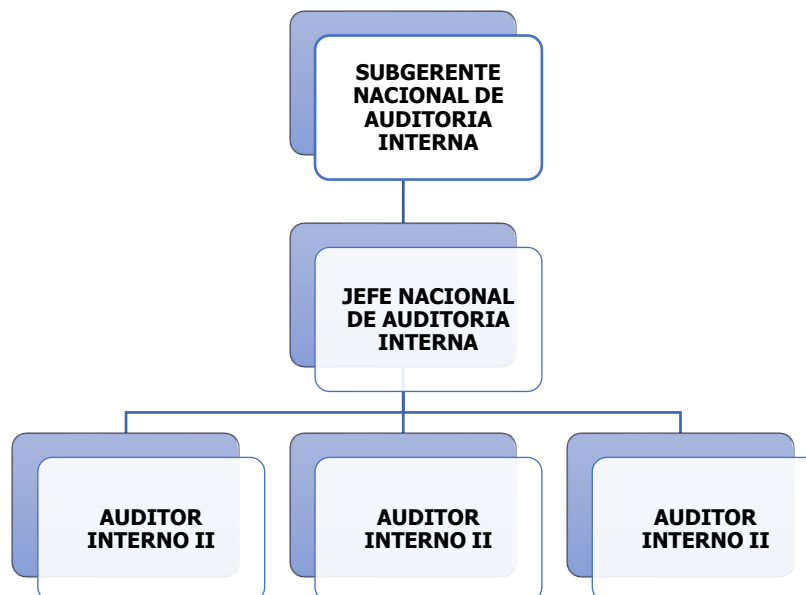 SUBGERENTE
NACIONAL DE
AUDITORIA
INTERNA
JEFE NACIONAL
DE AUDITORIA
INTERNA
AUDITOR
INTERNO II
AUDITOR
INTERNO II
AUDITOR
INTERNO II